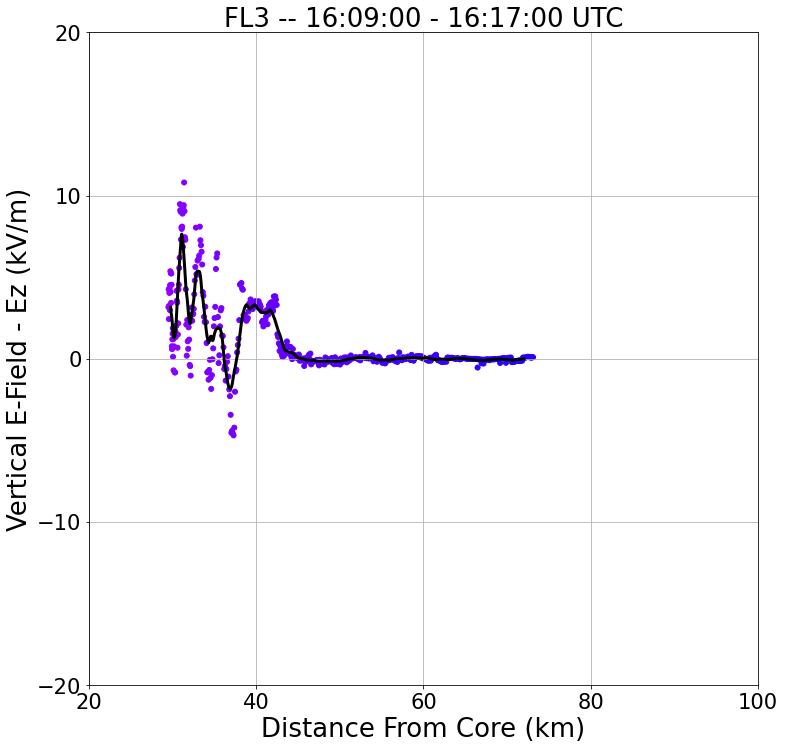 FL3 -- 16:09:00 - 16:17:00 UTC
20
10
0
−10
−20
Vertical E-Field - Ez (kV/m)
20 40 60 80 100
Distance From Core (km)